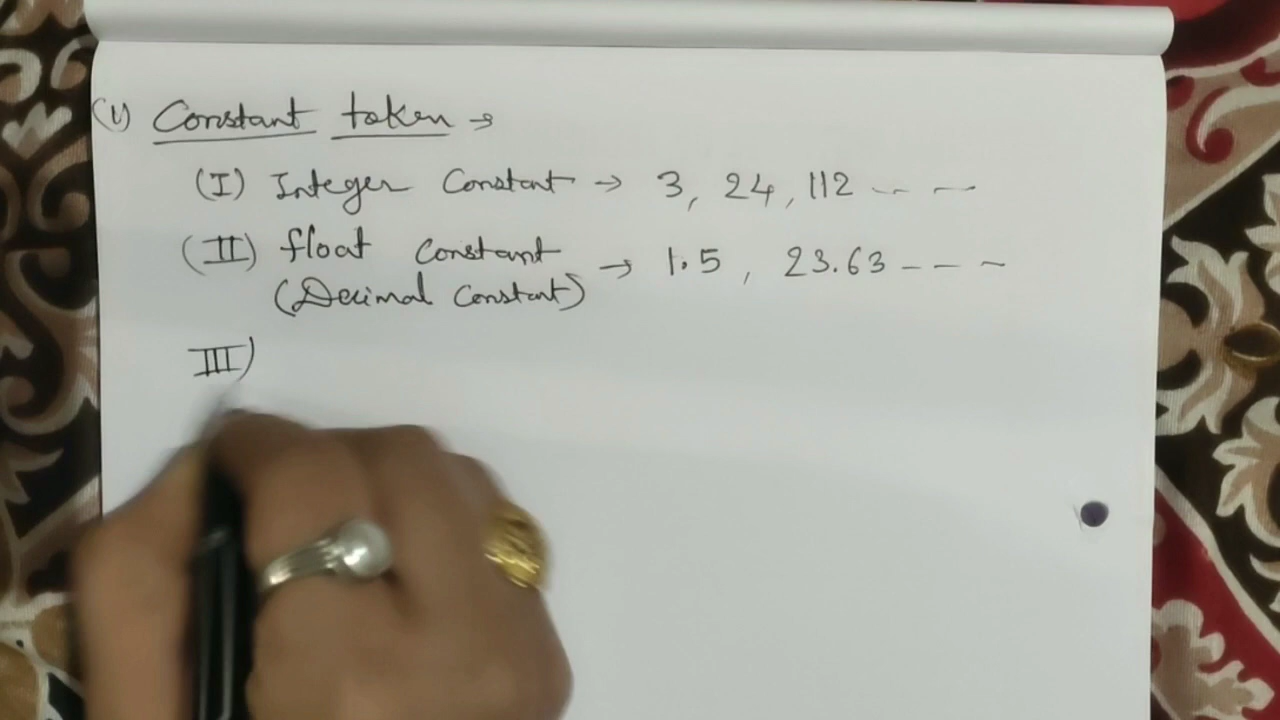 (1) Constant token →
(I) Integer Constant → 3, 24, 112 -- --
(II) float Constant → 1.5, 23.63 - - -
(Decimal Constant)
III)